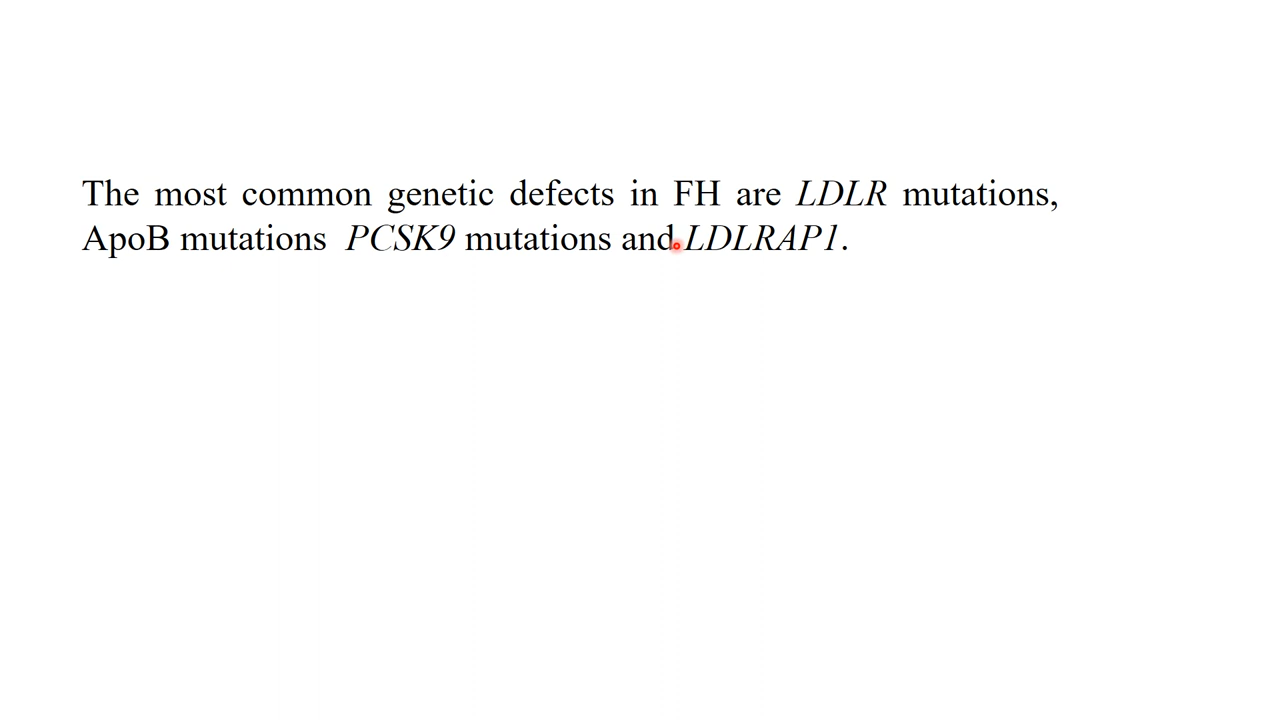 The most common genetic defects in FH are LDLR mutations,
ApoB mutations PCSK9 mutations and LDLRAP1.